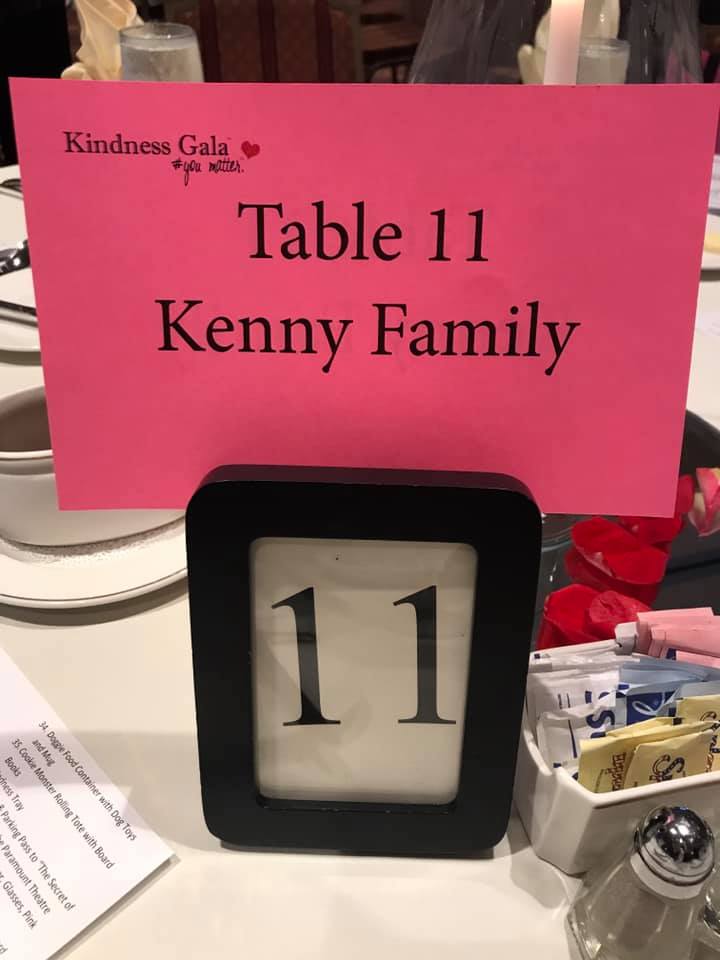 Kindness Gala
#you matter.
Table 11
Kenny Family
11
34 Doggie Food Container with Dog Toys
and Mug
35 Cookie Monster Rolling Tote with Board
Books
Tray
Parking Pass to "The Secret of
Paramount Theatre
Glasses, Pink